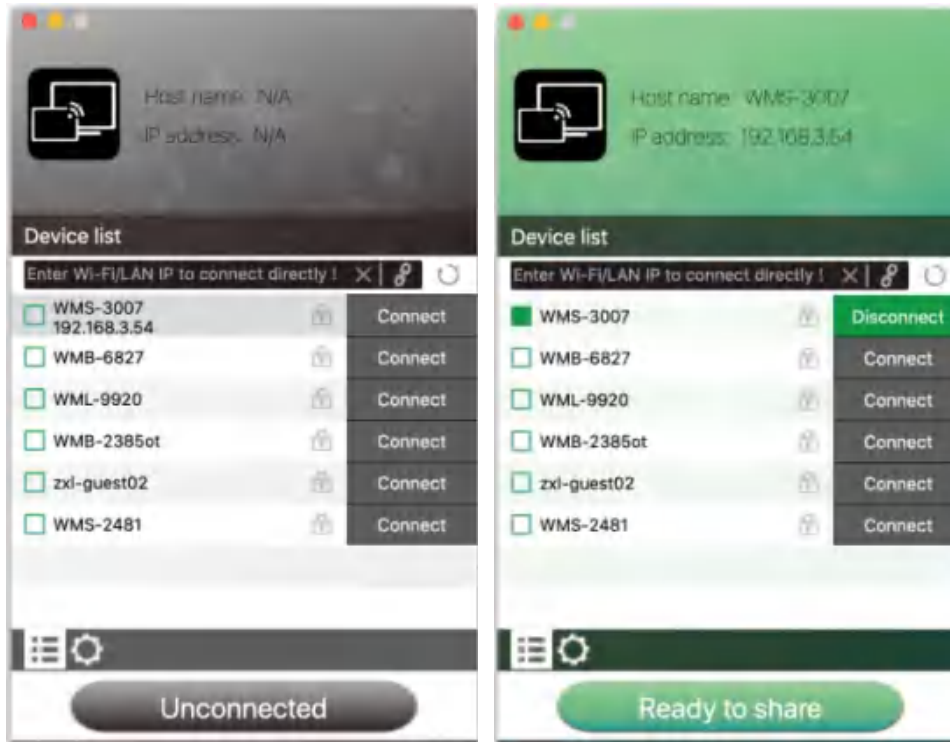 Host name: N/A
IP address: N/A
Device list
Enter Wi-Fi/LAN IP to connect directly !
WMS-3007
192.168.3.54
Connect
WMB-6827
Connect
WML-9920
Connect
WMB-2385ot
Connect
zxl-guest02
Connect
WMS-2481
Connect
Unconnected
Host name: WMS-3007
IP address: 192.168.3.54
Device list
Enter Wi-Fi/LAN IP to connect directly !
WMS-3007
Disconnect
WMB-6827
Connect
WML-9920
Connect
WMB-2385ot
Connect
zxl-guest02
Connect
WMS-2481
Connect
Ready to share